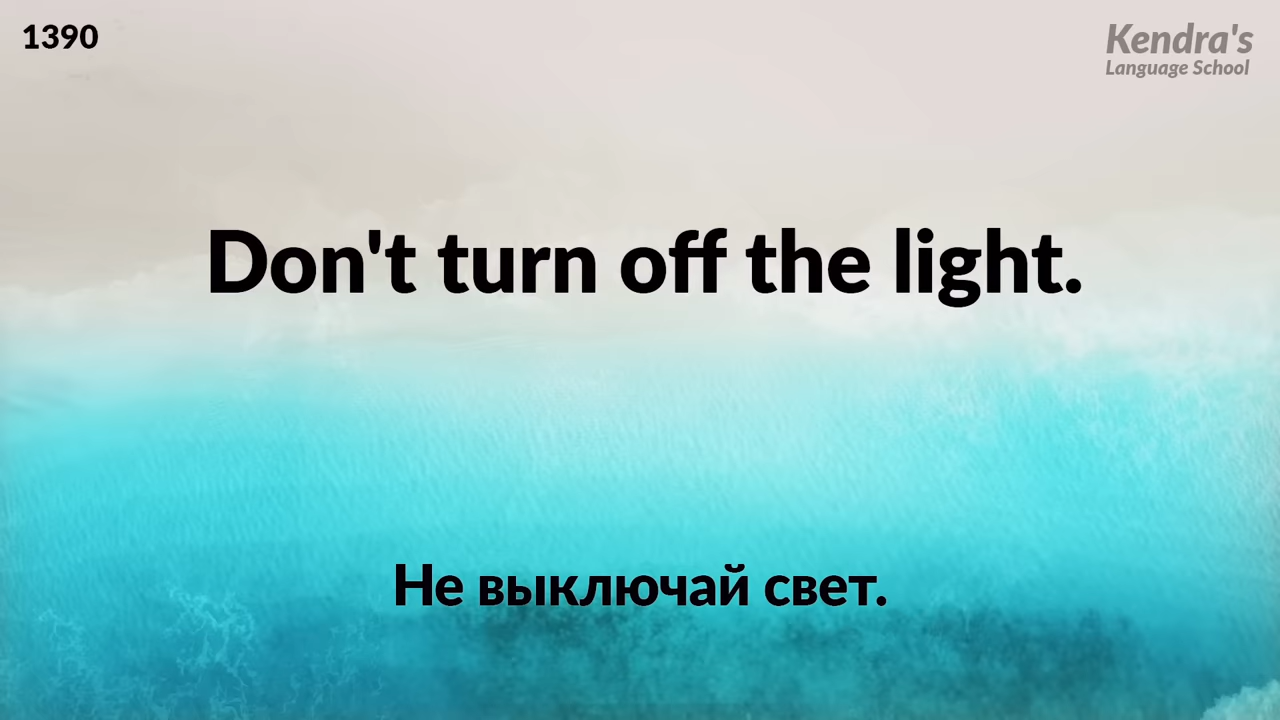 1390
Kendra's
Language School
Don't turn off the light.
Не выключай свет.